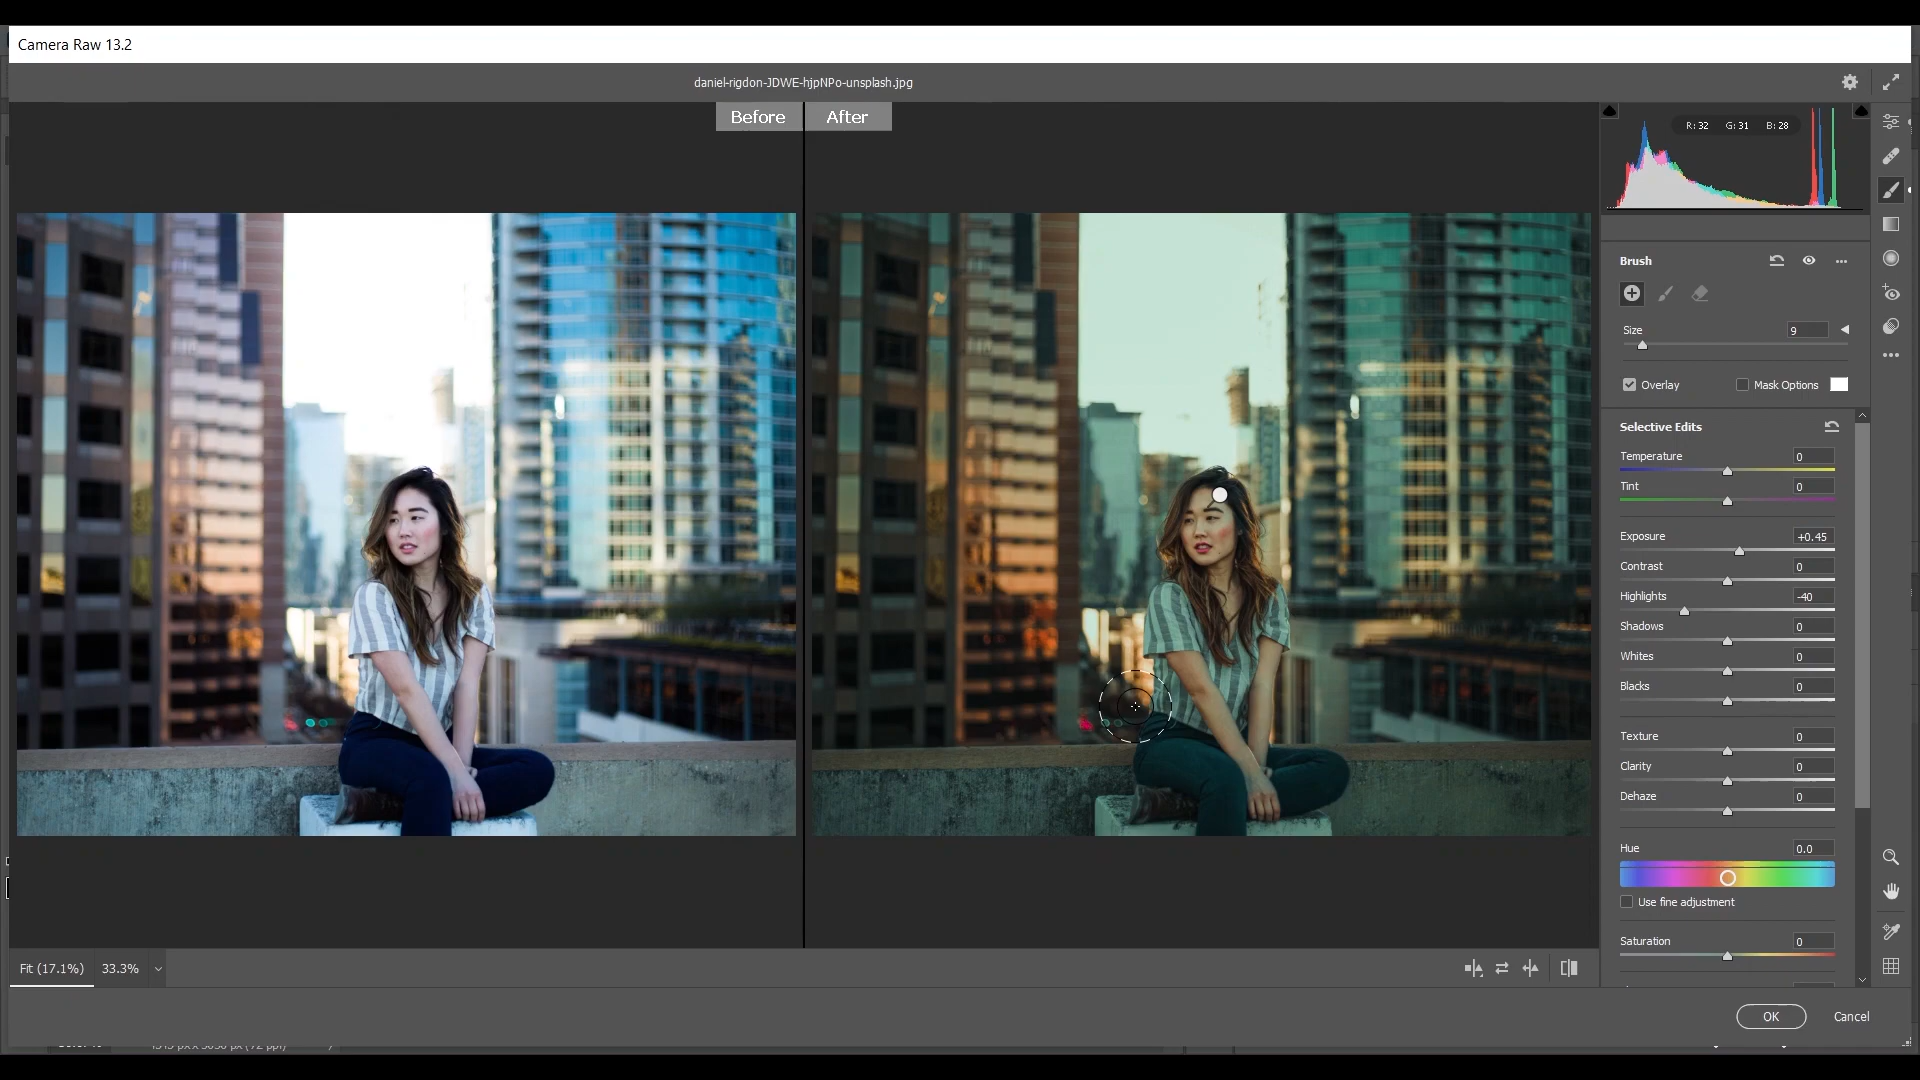 Camera Raw 13.2
daniel-rigdon-JDWE-hjpNPo-unsplash.jpg
Before After
R: 32 G: 31 B: 28
Brush
Size 9
Overlay Mask Options
Selective Edits
Temperature 0
Tint 0
Exposure +0.45
Contrast 0
Highlights -40
Shadows 0
Whites 0
Blacks 0
Texture 0
Clarity 0
Dehaze 0
Hue 0.0
Use fine adjustment
Saturation 0
Fit (17.1%) 33.3%
OK Cancel